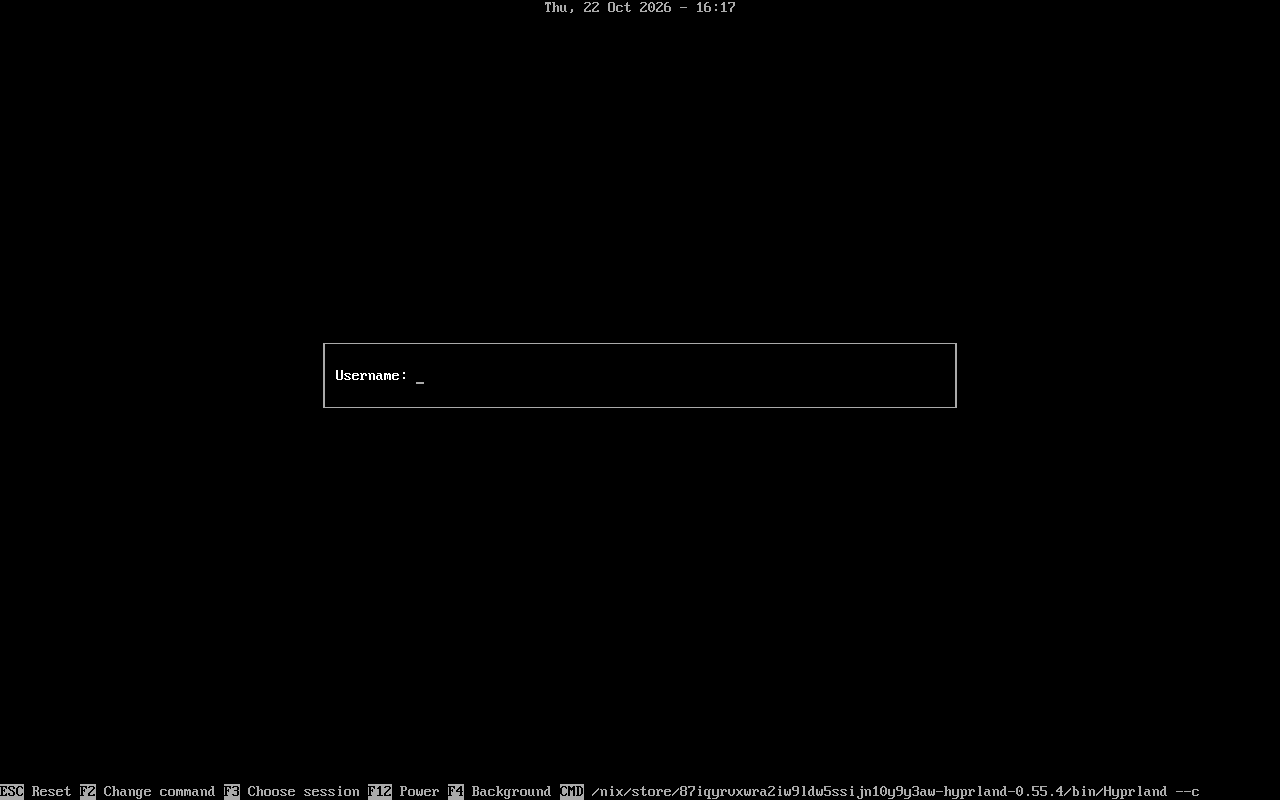 Thu, 22 Oct 2026 - 16:17
Username: _
ESC Reset F2 Change command F3 Choose session F12 Power F4 Background CMD /nix/store/87iqyrvxwra2iw9ldw5ssijn10y9y3aw-hyprland-0.55.4/bin/Hyprland --c